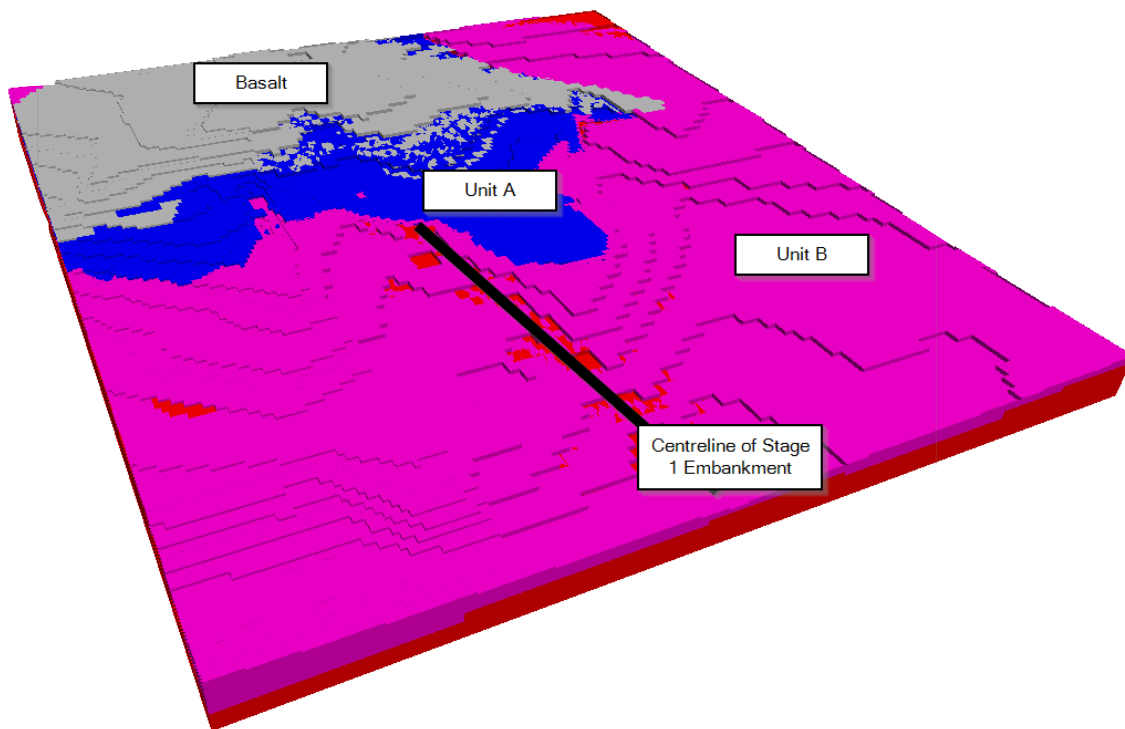 Basalt
Unit A
Unit B
Centreline of Stage
1 Embankment